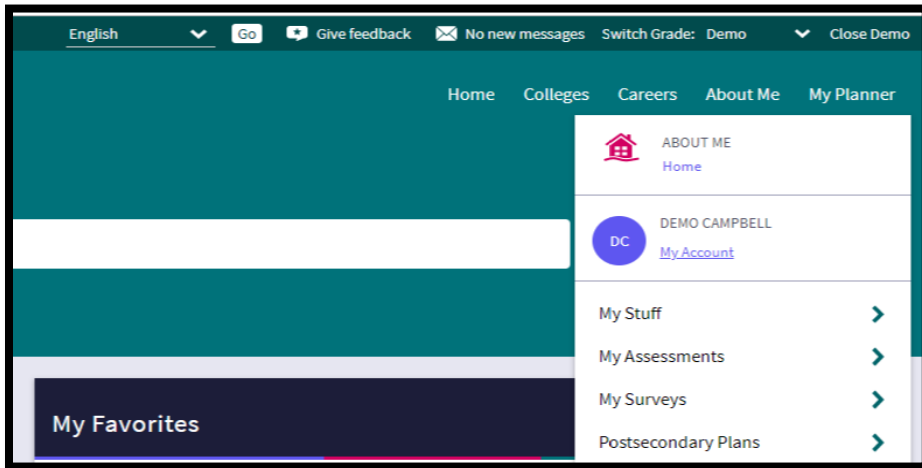 English Go Give feedback No new messages Switch Grade: Demo Close Demo
Home Colleges Careers About Me My Planner
ABOUT ME
Home
DC
DEMO CAMPBELL
My Account
My Stuff
My Assessments
My Surveys
Postsecondary Plans
My Favorites